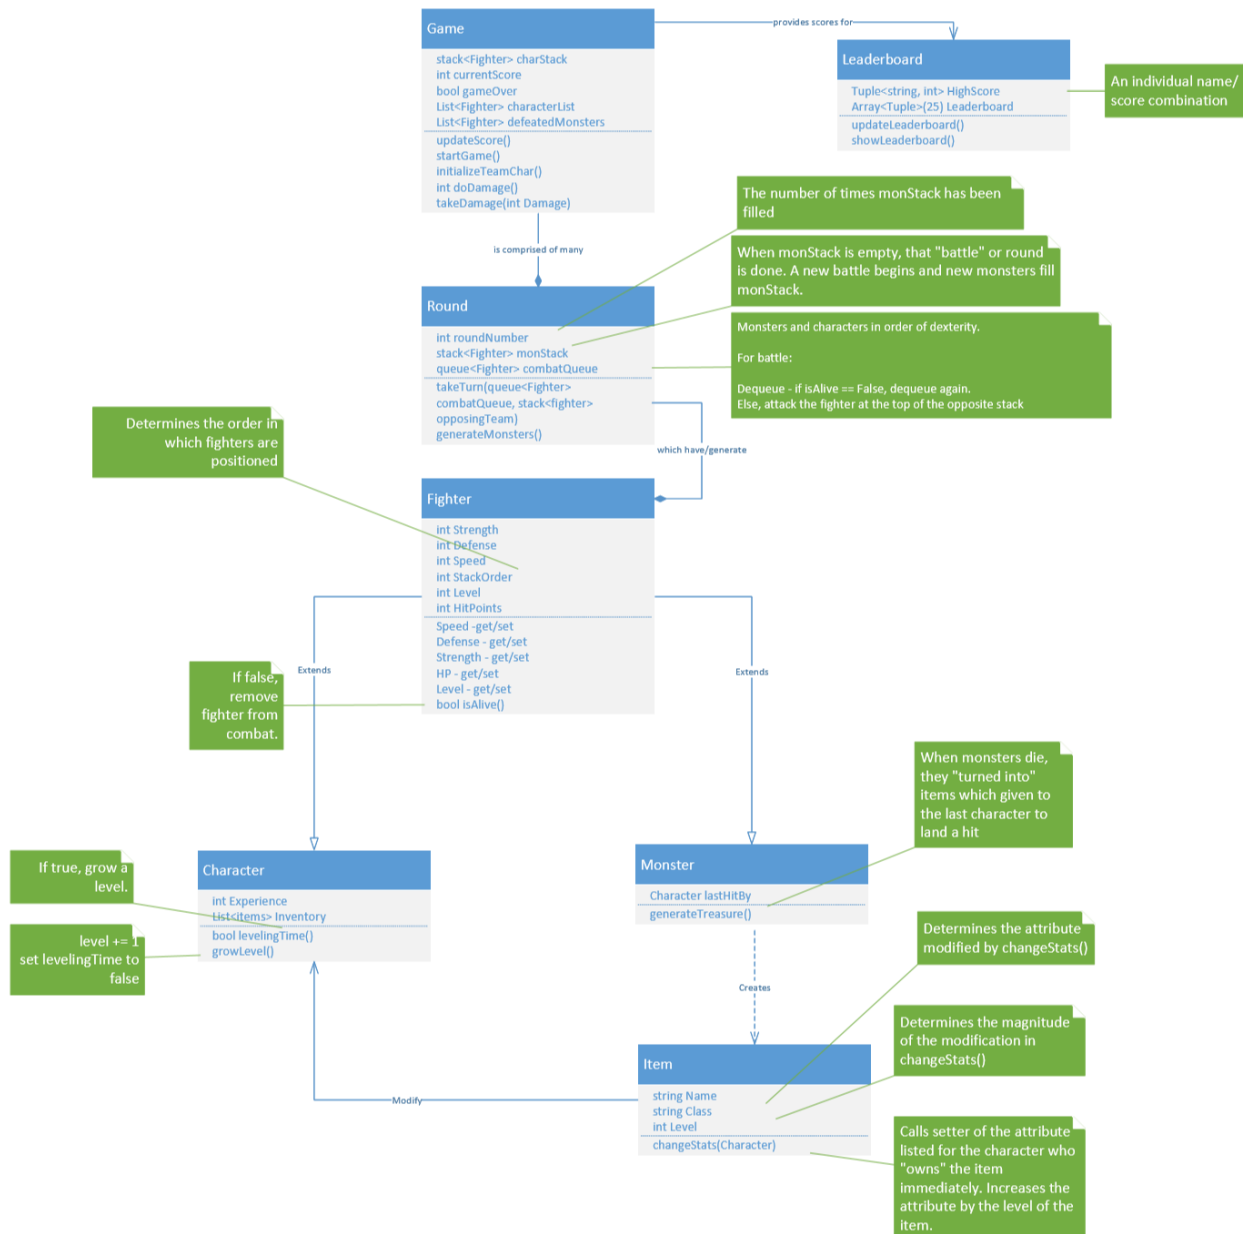 Game
stack<Fighter> charStack
int currentScore
bool gameOver
List<Fighter> characterList
List<Fighter> defeatedMonsters
updateScore()
startGame()
initializeTeamChar()
int doDamage()
takeDamage(int Damage)
provides scores for
Leaderboard
Tuple<string, int> HighScore
Array<Tuple>(25) Leaderboard
updateLeaderboard()
showLeaderboard()
An individual name/
score combination
is comprised of many
The number of times monStack has been
filled
When monStack is empty, that "battle" or round
is done. A new battle begins and new monsters fill
monStack.
Monsters and characters in order of dexterity.
For battle:
Dequeue - if isAlive == False, dequeue again.
Else, attack the fighter at the top of the opposite stack
Round
int roundNumber
stack<Fighter> monStack
queue<Fighter> combatQueue
takeTurn(queue<Fighter>
combatQueue, stack<fighter>
opposingTeam)
generateMonsters()
which have/generate
Determines the order in
which fighters are
positioned
Fighter
int Strength
int Defense
int Speed
int StackOrder
int Level
int HitPoints
Speed -get/set
Defense - get/set
Strength - get/set
HP - get/set
Level - get/set
bool isAlive()
If false,
remove
fighter from
combat.
Extends
Extends
When monsters die,
they "turned into"
items which given to
the last character to
land a hit
If true, grow a
level.
level += 1
set levelingTime to
false
Character
int Experience
List<items> Inventory
bool levelingTime()
growLevel()
Monster
Character lastHitBy
generateTreasure()
Determines the attribute
modified by changeStats()
Creates
Determines the magnitude
of the modification in
changeStats()
Item
string Name
string Class
int Level
changeStats(Character)
Modify
Calls setter of the attribute
listed for the character who
"owns" the item
immediately. Increases the
attribute by the level of the
item.